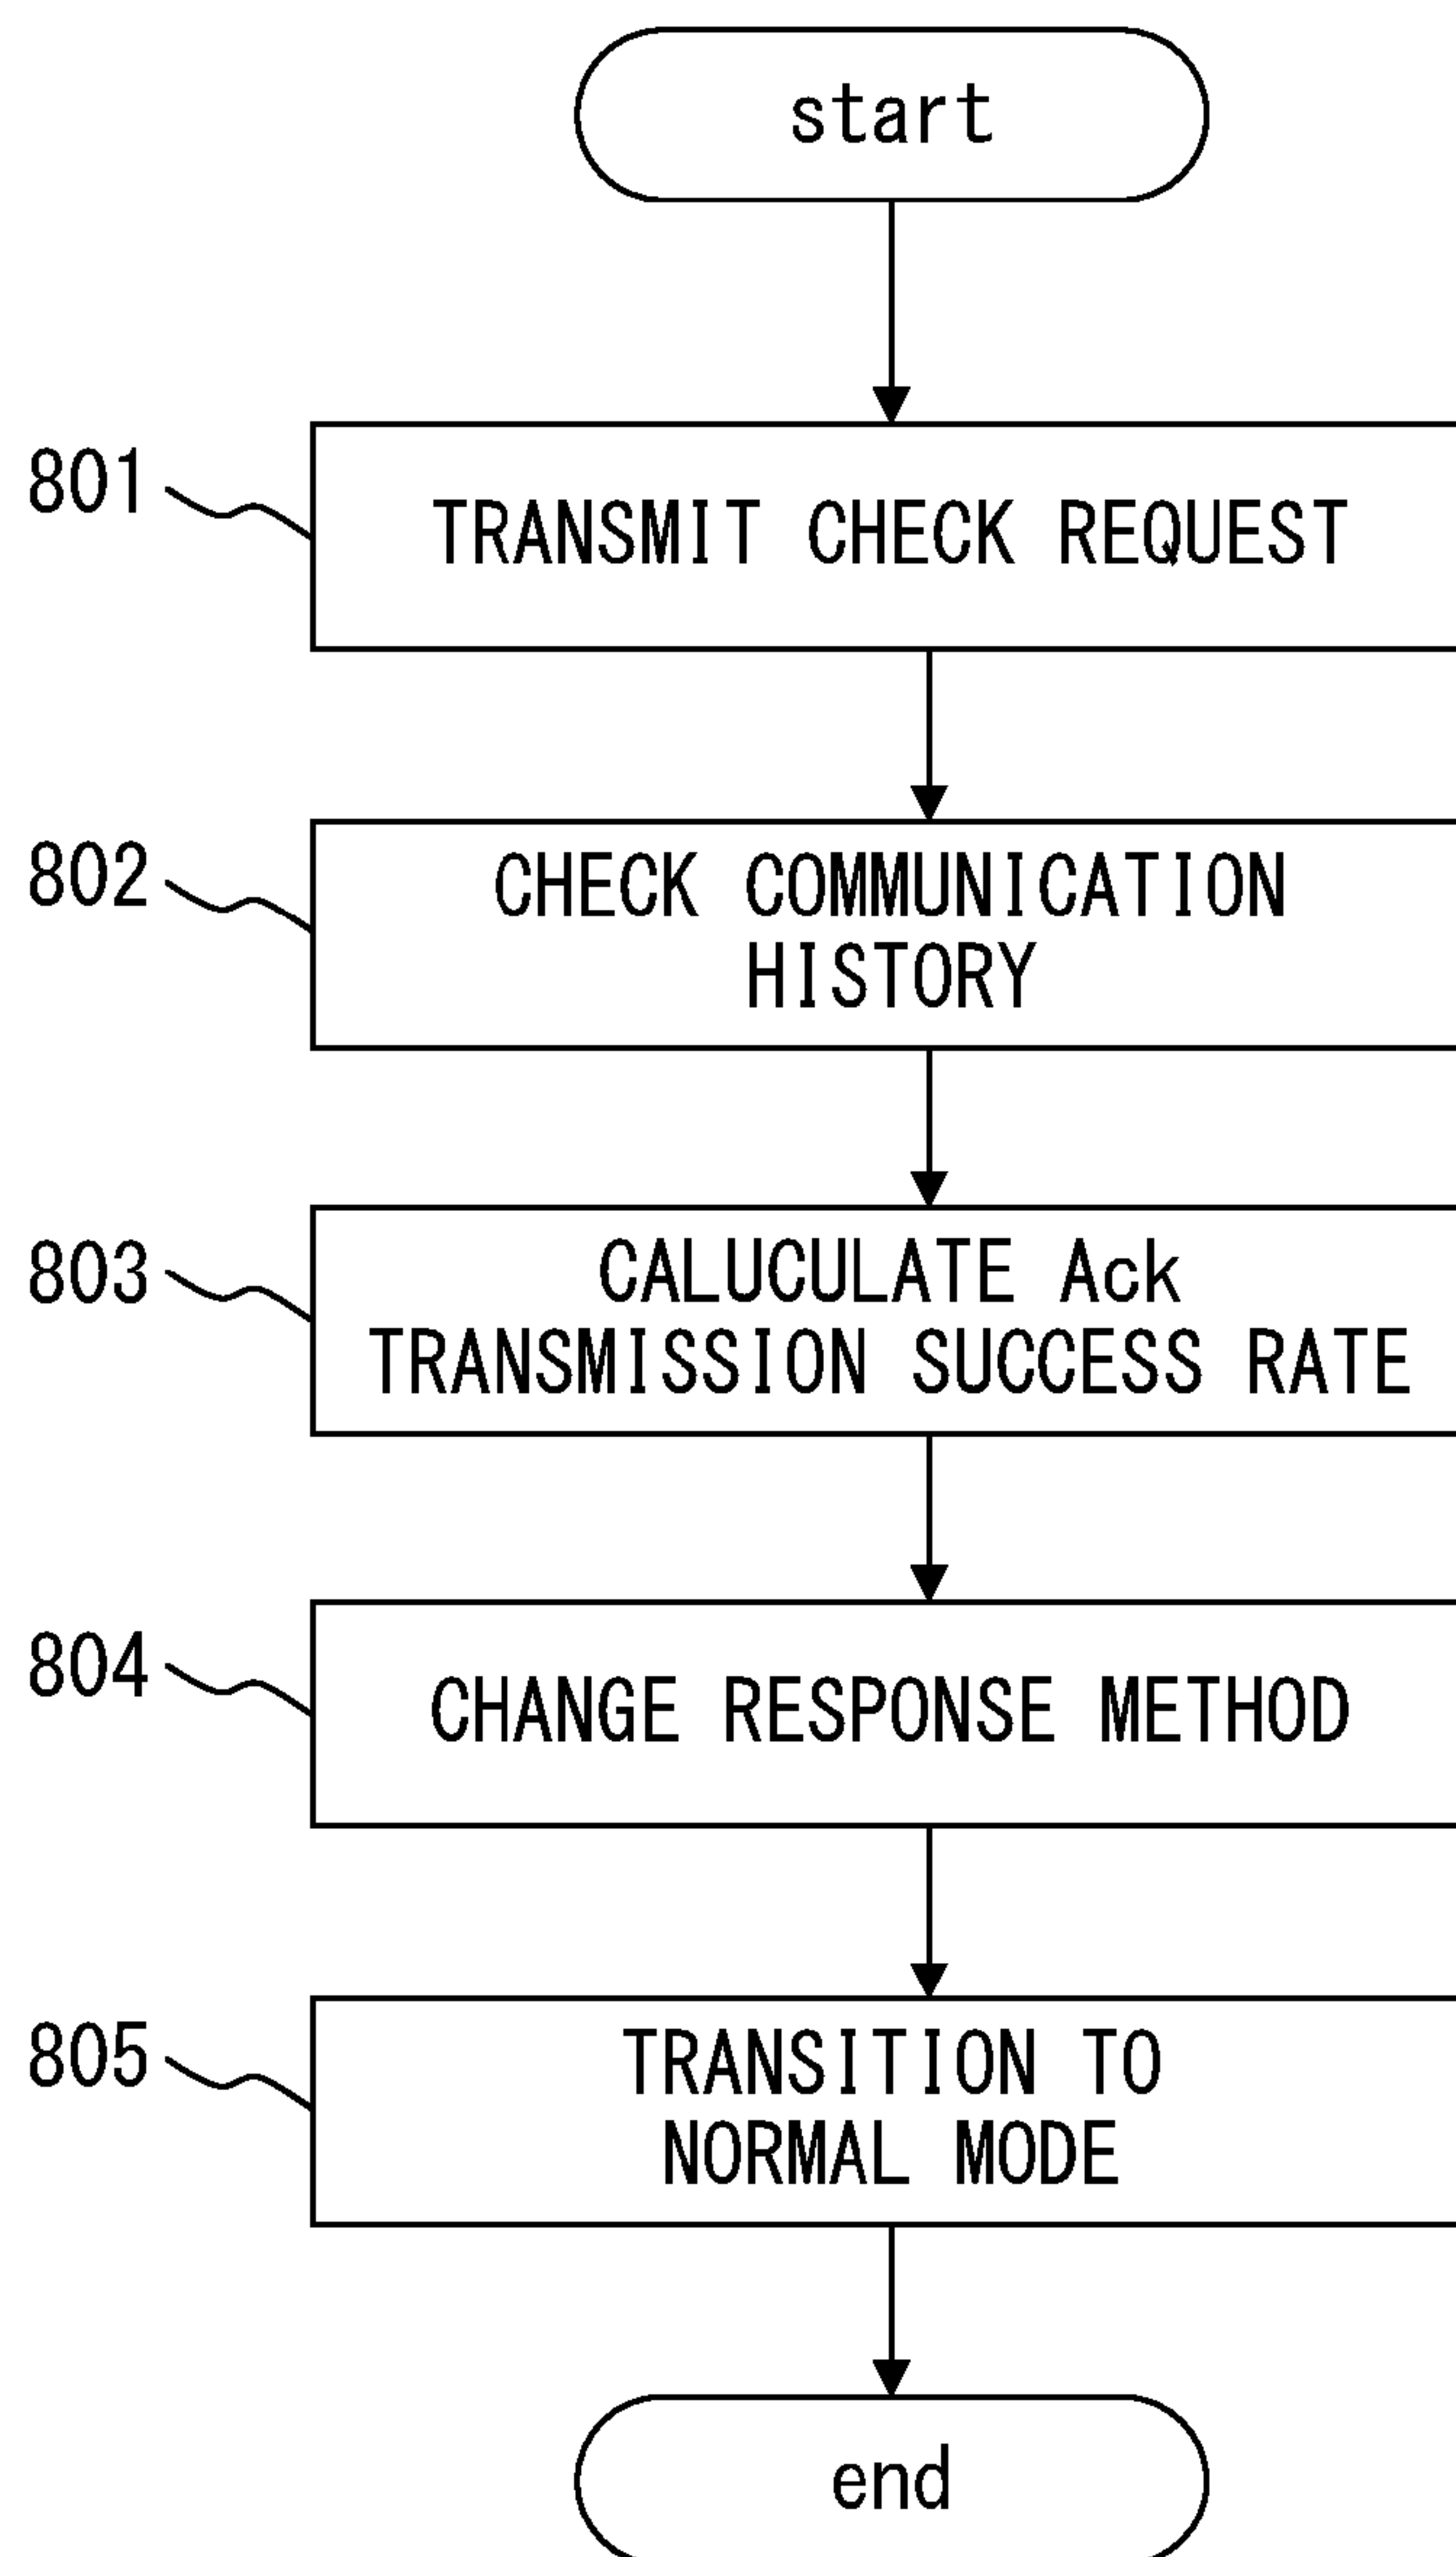 start
801
TRANSMIT CHECK REQUEST
802
CHECK COMMUNICATION
HISTORY
803
CALUCULATE Ack
TRANSMISSION SUCCESS RATE
804
CHANGE RESPONSE METHOD
805
TRANSITION TO
NORMAL MODE
end